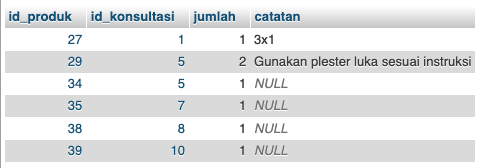 id_produk id_konsultasi jumlah catatan
27 1 1 3x1
29 5 2 Gunakan plester luka sesuai instruksi
34 5 1 NULL
35 7 1 NULL
38 8 1 NULL
39 10 1 NULL